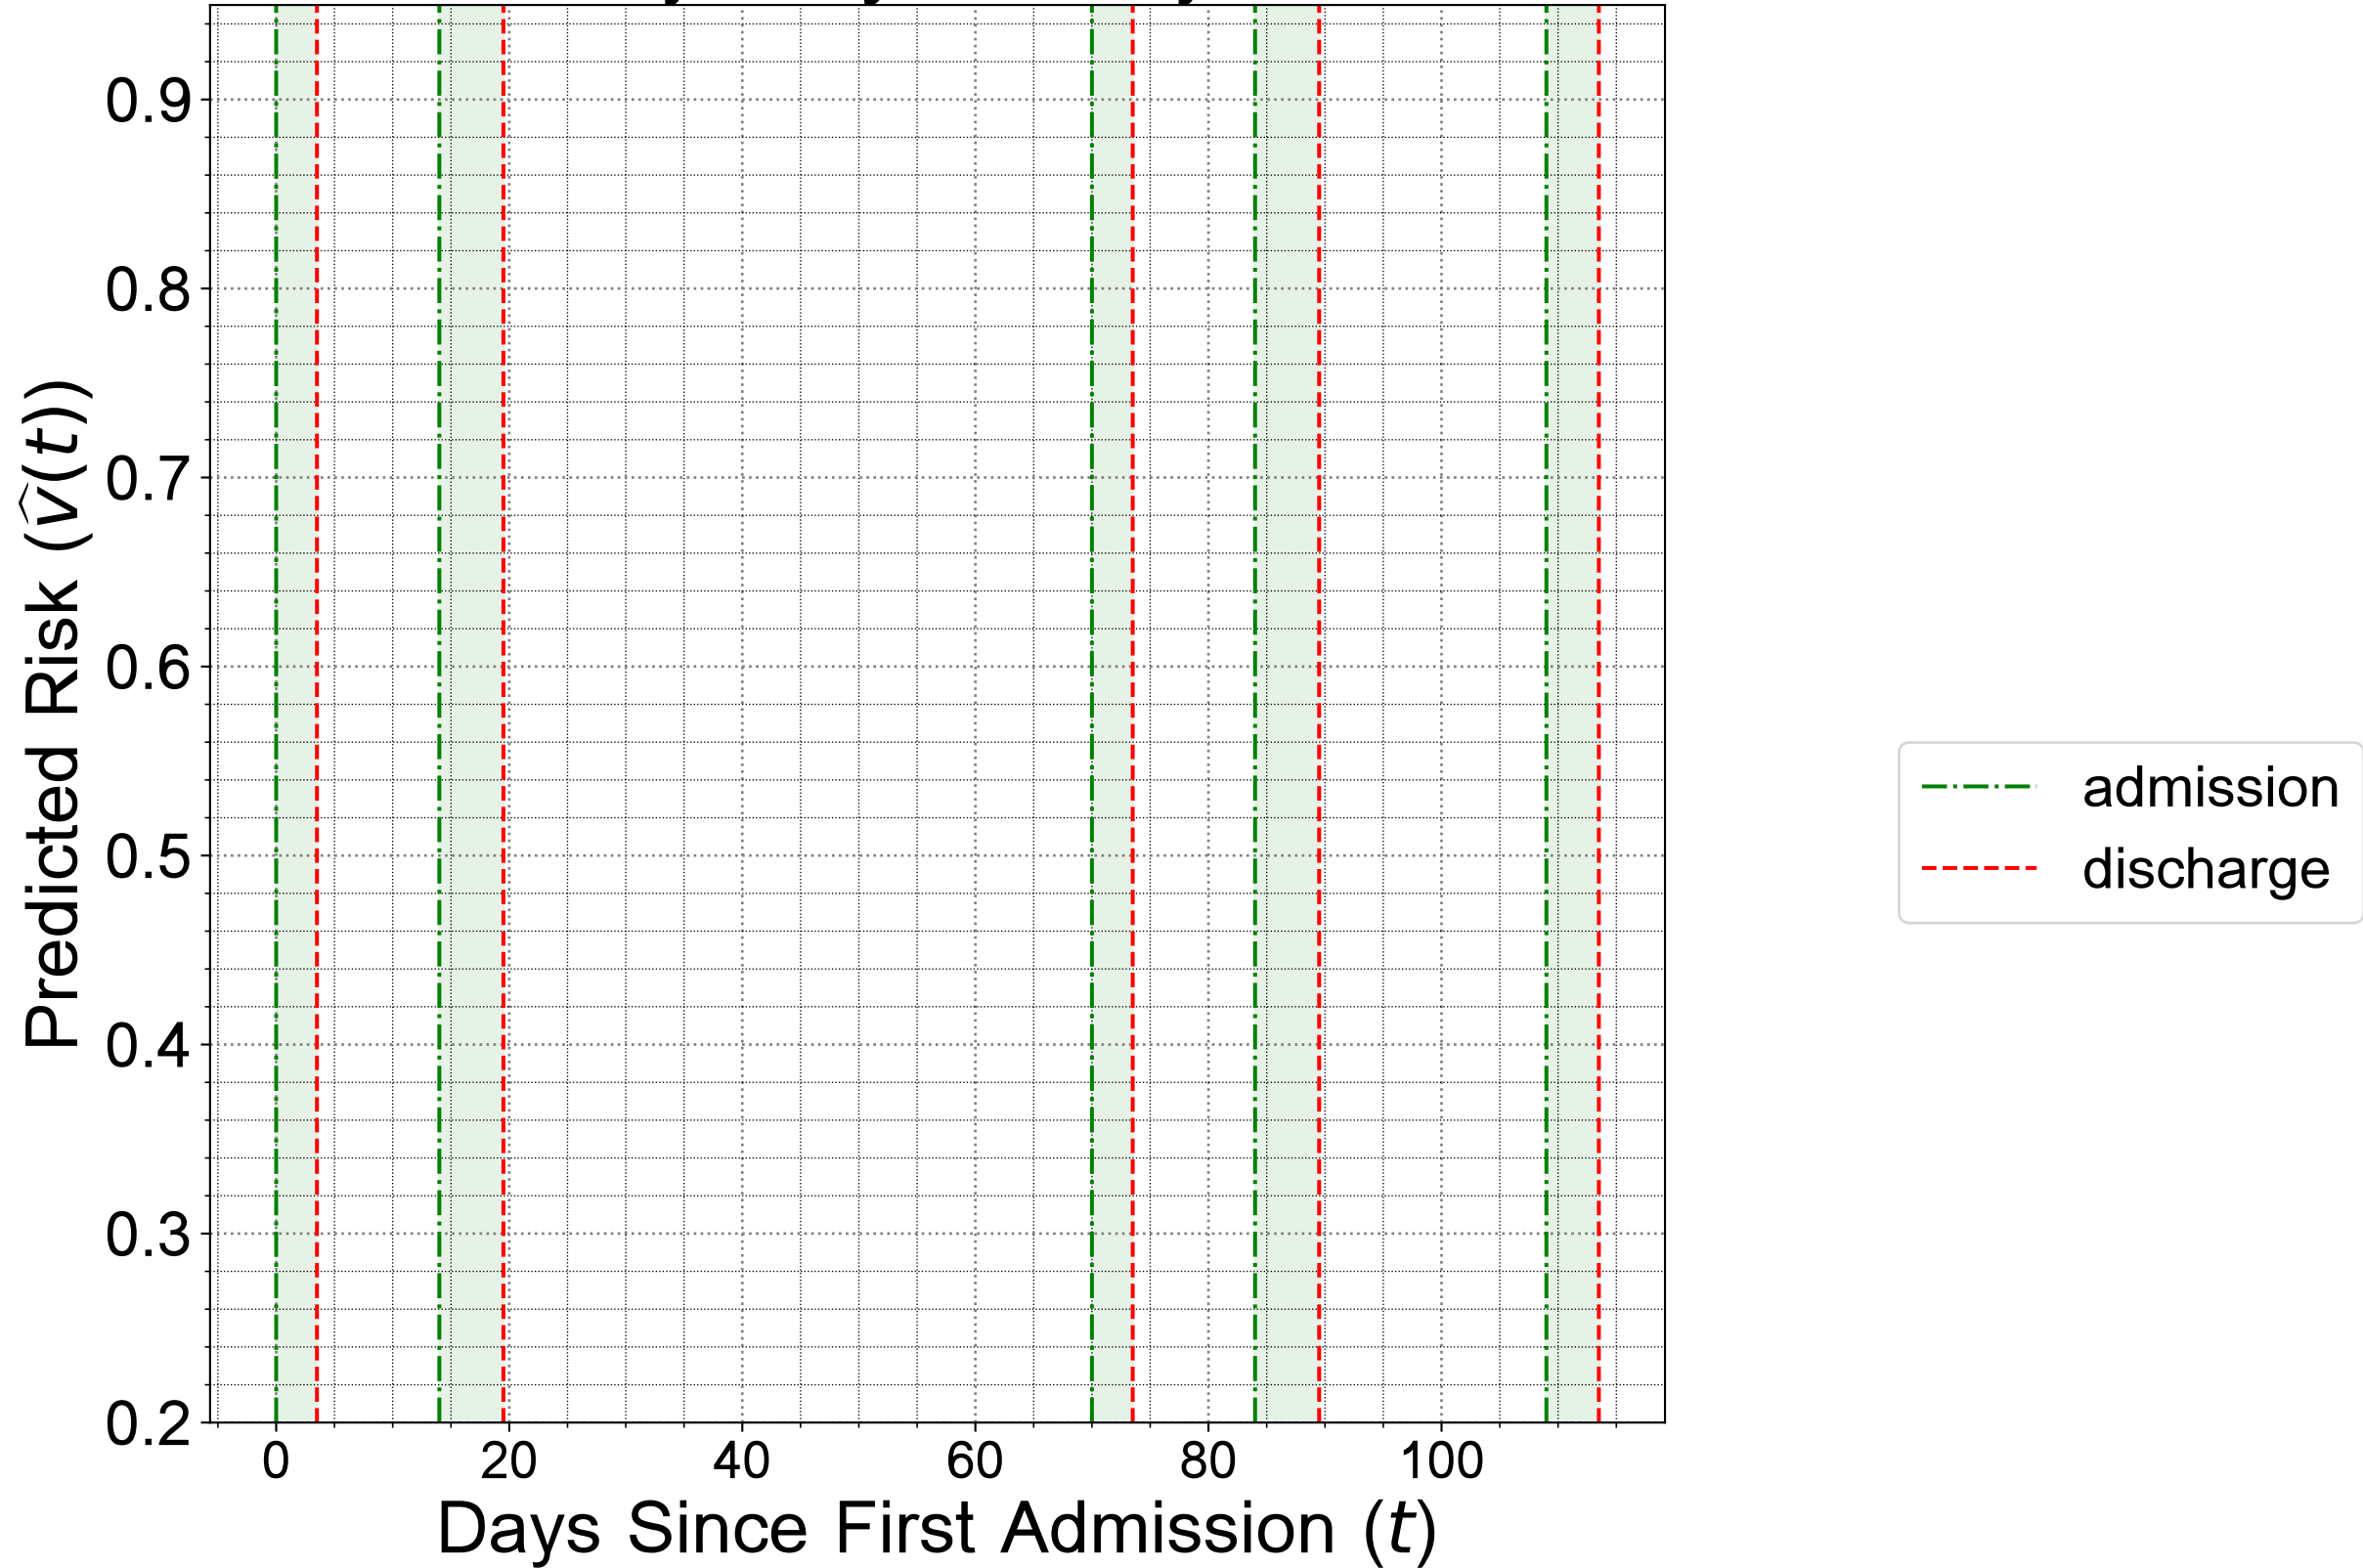 0.9
0.8
0.7
0.6
0.5
0.4
0.3
0.2
Predicted Risk (v̂(t))
0 20 40 60 80 100
Days Since First Admission (t)
admission
discharge